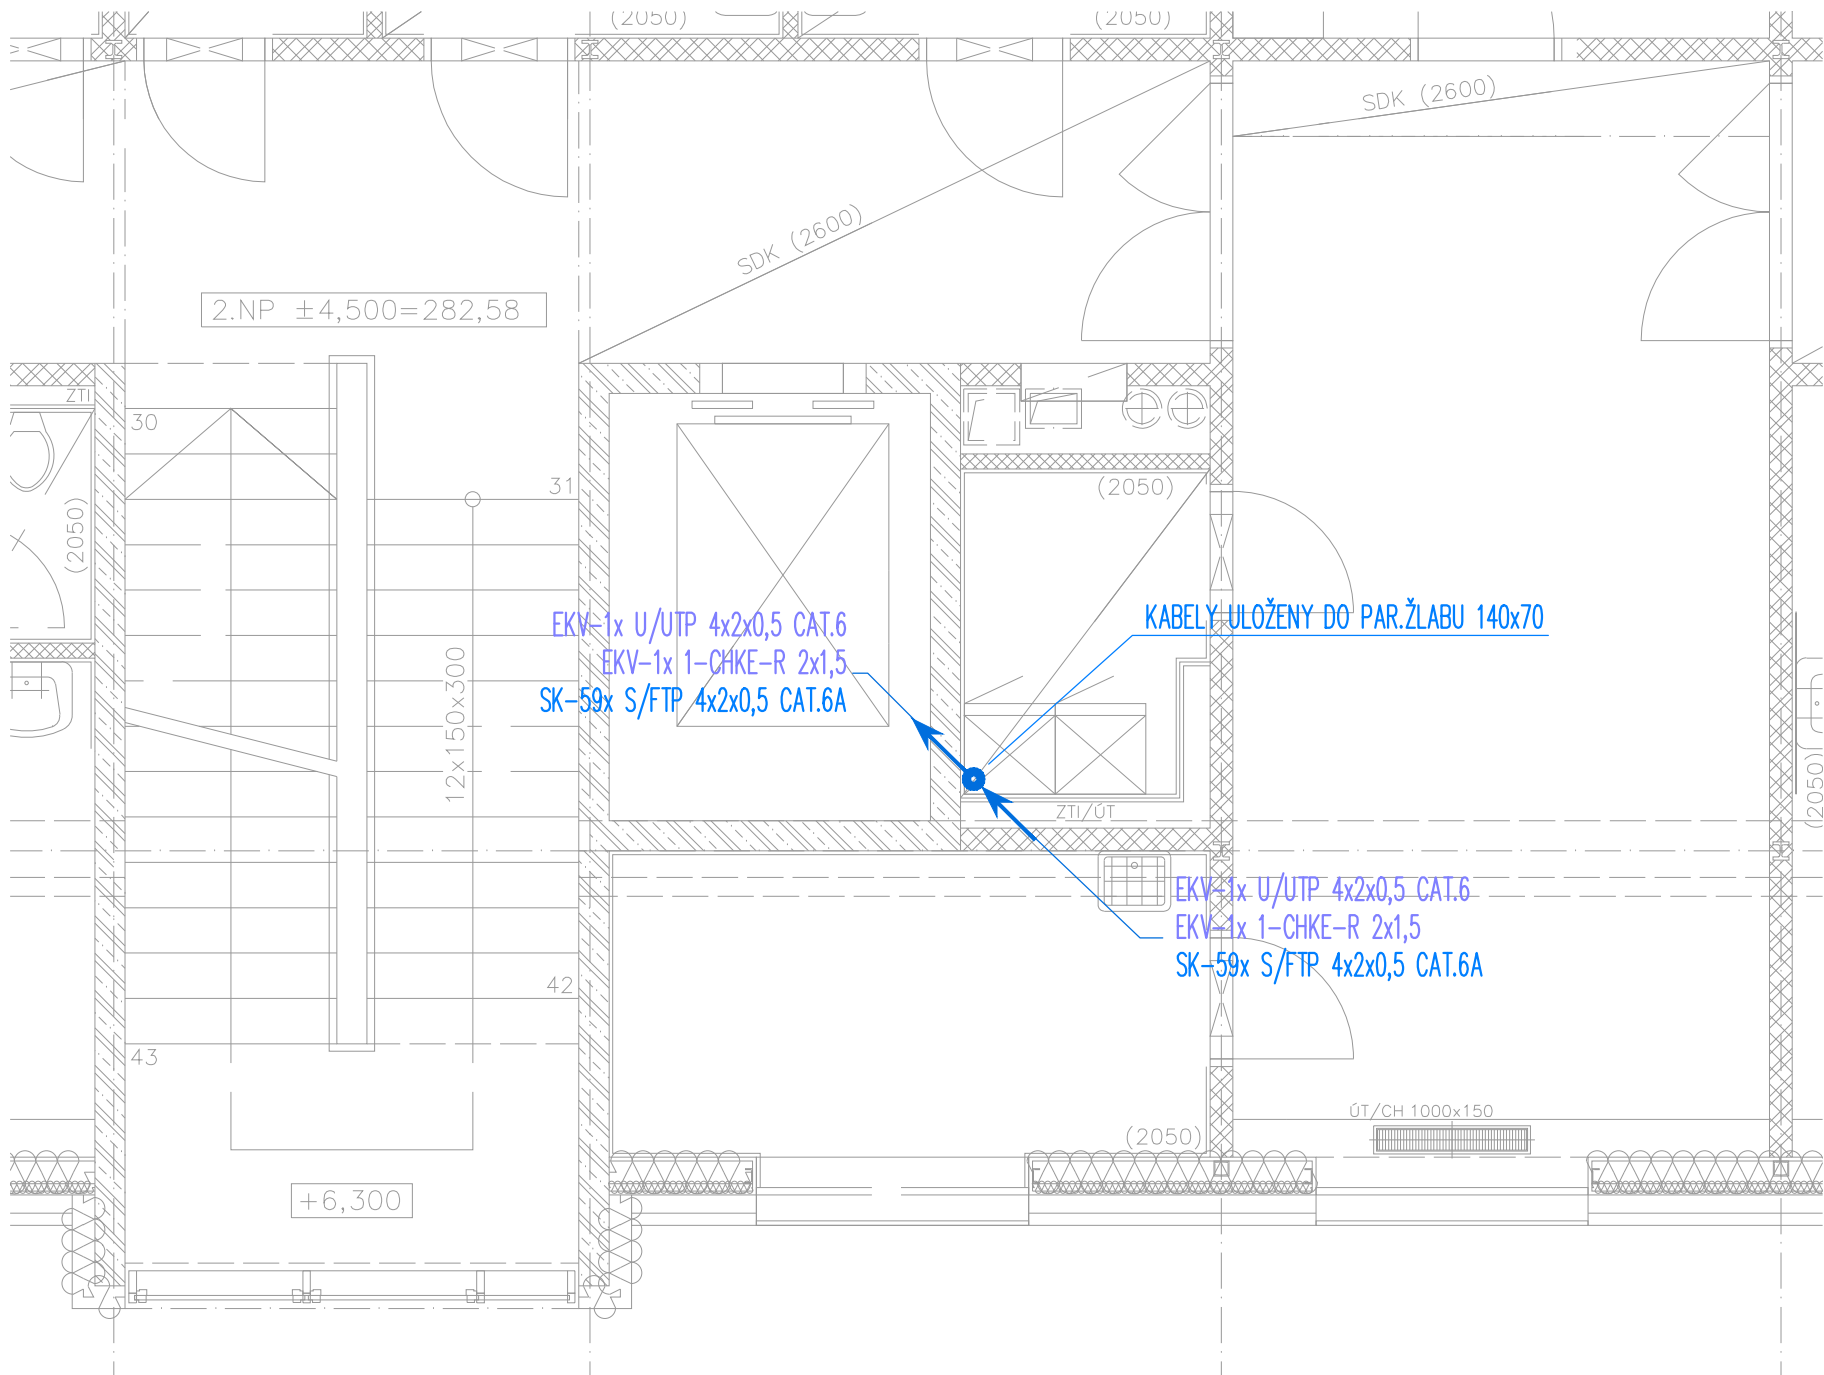 (2050)
(2050)
SDK (2600)
SDK (2600)
2.NP ±4,500=282,58
ZTI
30
31
(2050)
(2050)
EKV-1x U/UTP 4x2x0,5 CAT.6
EKV-1x 1-CHKE-R 2x1,5
SK-59x S/FTP 4x2x0,5 CAT.6A
KABELY ULOŽENY DO PAR.ŽLABU 140x70
12x150x300
ZTI/ÚT
(2050)
EKV-1x U/UTP 4x2x0,5 CAT.6
EKV-1x 1-CHKE-R 2x1,5
SK-59x S/FTP 4x2x0,5 CAT.6A
42
43
ÚT/CH 1000x150
(2050)
+6,300